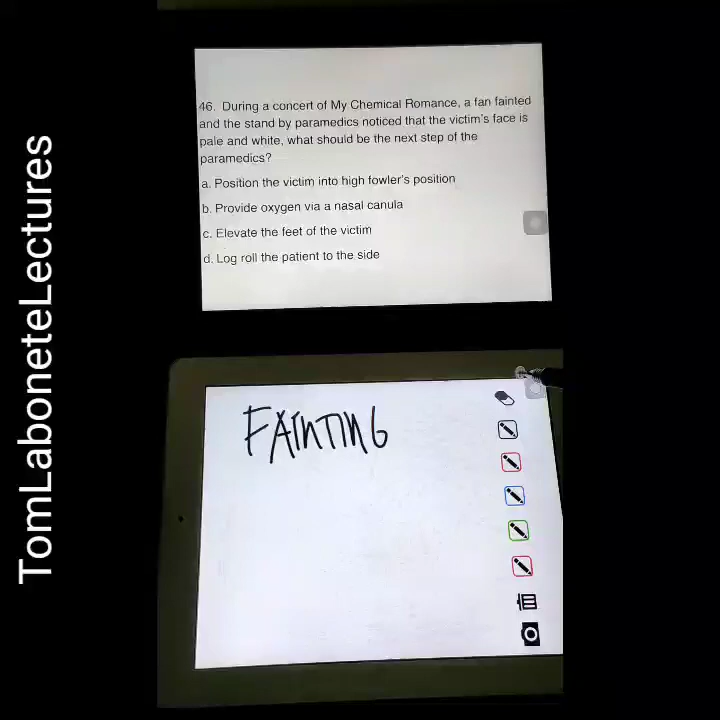 TomLaboneteLectures
46. During a concert of My Chemical Romance, a fan fainted
and the stand by paramedics noticed that the victim's face is
pale and white, what should be the next step of the
paramedics?
a. Position the victim into high fowler's position
b. Provide oxygen via a nasal canula
c. Elevate the feet of the victim
d. Log roll the patient to the side
FAINTING